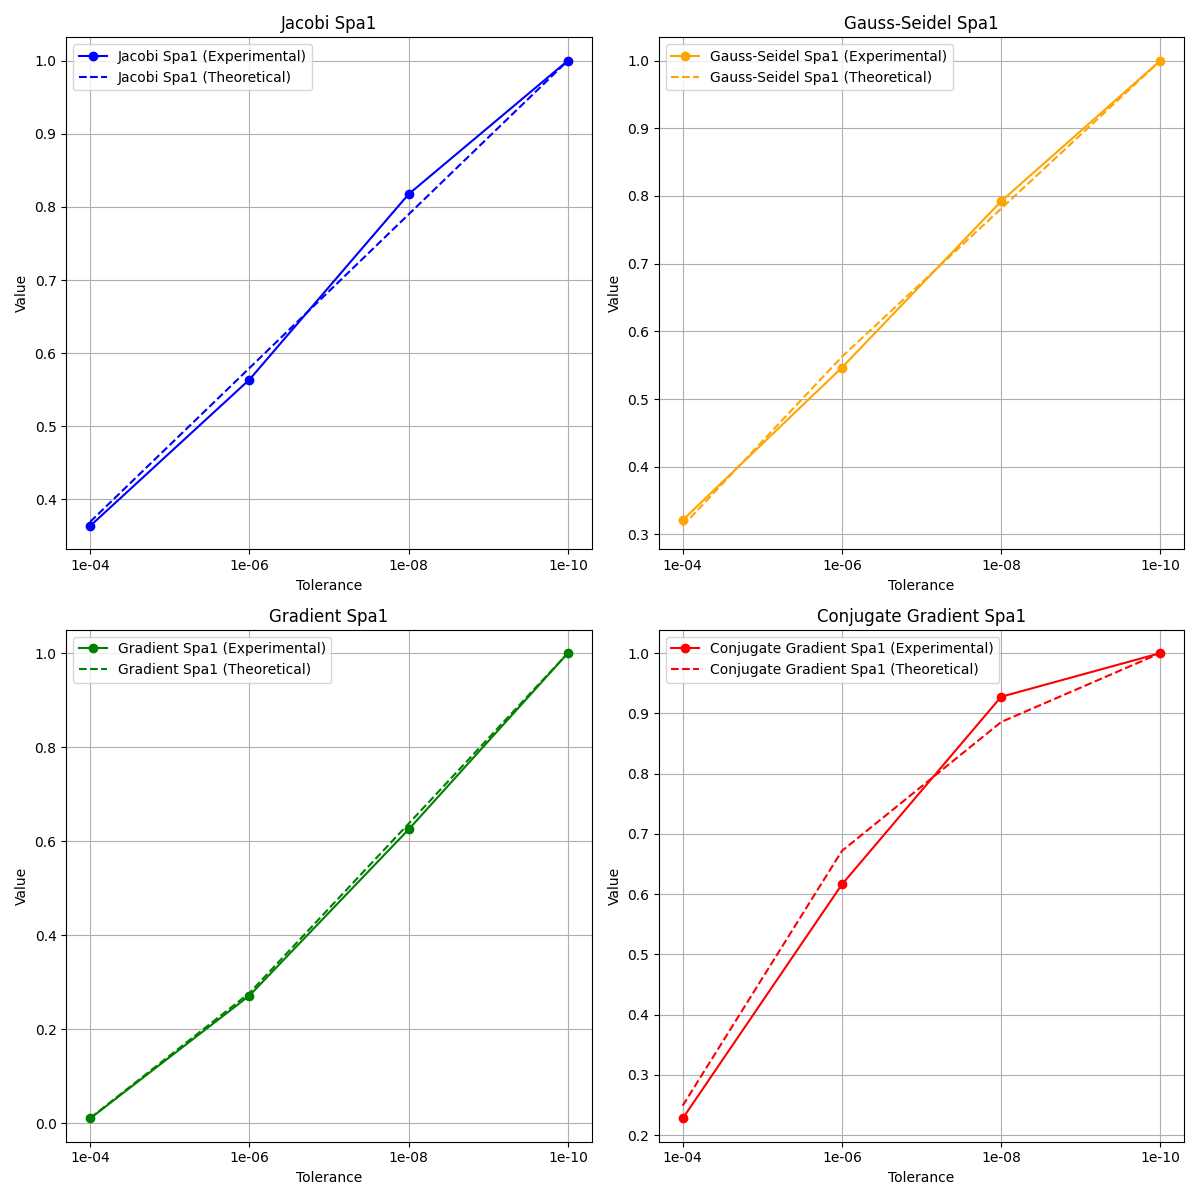 Jacobi Spa1
Jacobi Spa1 (Experimental)
Jacobi Spa1 (Theoretical)
1.0
0.9
0.8
0.7
0.6
0.5
0.4
Value
1e-04 1e-06 1e-08 1e-10
Tolerance
Gauss-Seidel Spa1
Gauss-Seidel Spa1 (Experimental)
Gauss-Seidel Spa1 (Theoretical)
1.0
0.9
0.8
0.7
0.6
0.5
0.4
0.3
Value
1e-04 1e-06 1e-08 1e-10
Tolerance
Gradient Spa1
Gradient Spa1 (Experimental)
Gradient Spa1 (Theoretical)
1.0
0.8
0.6
0.4
0.2
0.0
Value
1e-04 1e-06 1e-08 1e-10
Tolerance
Conjugate Gradient Spa1
Conjugate Gradient Spa1 (Experimental)
Conjugate Gradient Spa1 (Theoretical)
1.0
0.9
0.8
0.7
0.6
0.5
0.4
0.3
0.2
Value
1e-04 1e-06 1e-08 1e-10
Tolerance